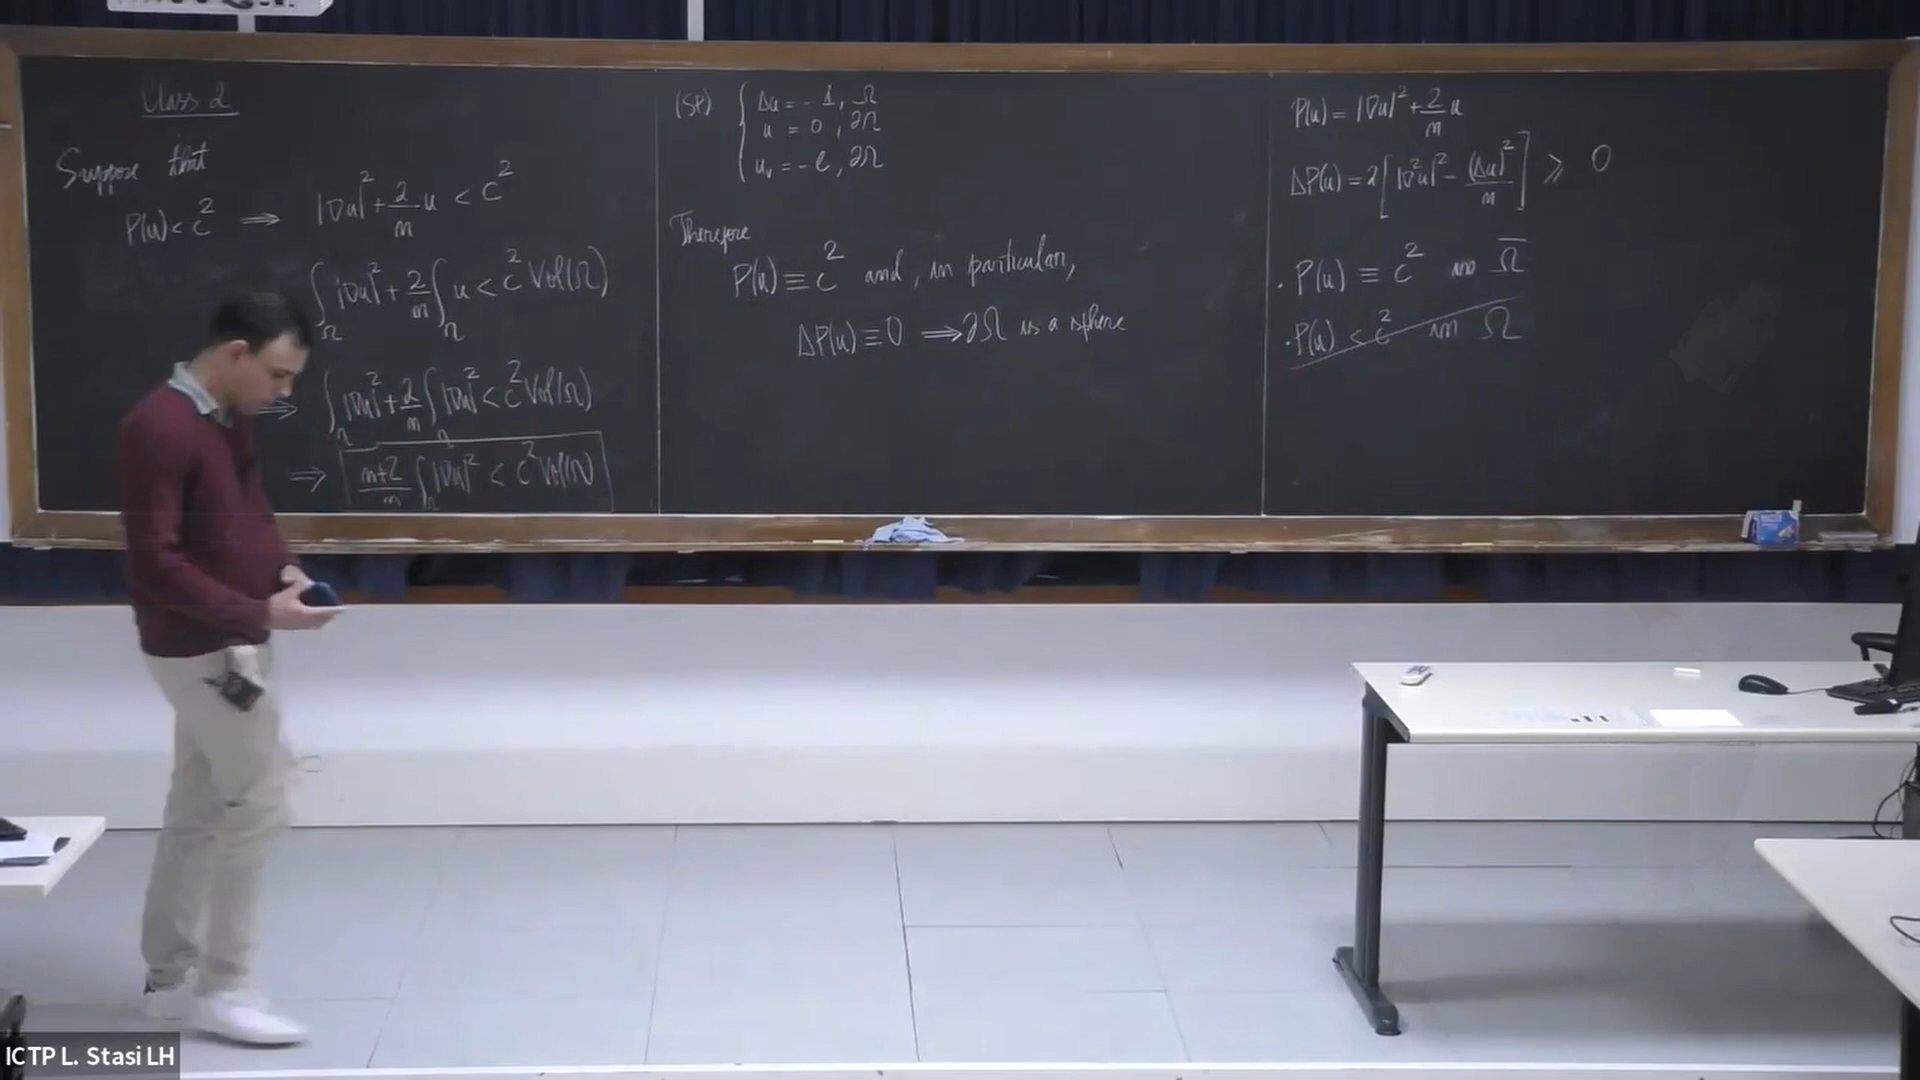 Class 2
Suppose that
P(u) < c² ⟹ |∇u|² + 2/n u < c²
∫_Ω |∇u|² + 2/n ∫_Ω u < c² Vol(Ω)
⟹ ∫_Ω |∇u|² + 2/n ∫_Ω |∇u|² < c² Vol(Ω)
⟹ (n+2)/n ∫_Ω |∇u|² < c² Vol(Ω)
(SP) { Δu = -1, Ω
u = 0, ∂Ω
u_ν = -c, ∂Ω
Therefore
P(u) ≡ c² and, in particular,
ΔP(u) ≡ 0 ⟹ ∂Ω is a sphere
P(u) = |∇u|² + 2/n u
ΔP(u) = 2[|∇²u|² - (Δu)²/n] ≥ 0
· P(u) ≡ c² in Ω̄
· P(u) < c² in Ω
ICTP L. Stasi LH